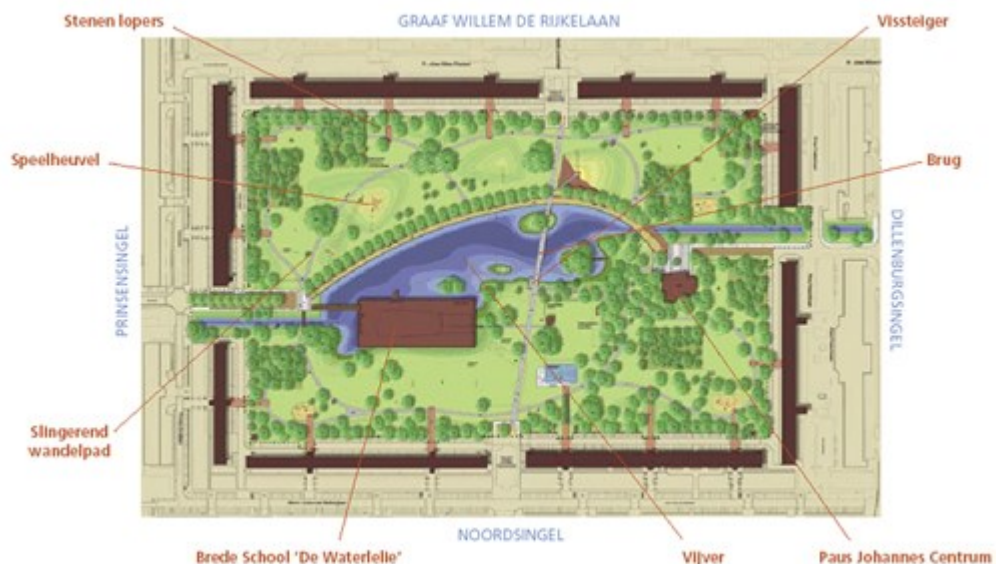 GRAAF WILLEM DE RIJKELAAN
Stenen lopers
Vissteiger
Speelheuvel
Brug
PRINSENSINGEL
DILLENBURGSINGEL
Slingerend
wandelpad
NOORDSINGEL
Brede School 'De Waterlelie'
Vijver
Paus Johannes Centrum